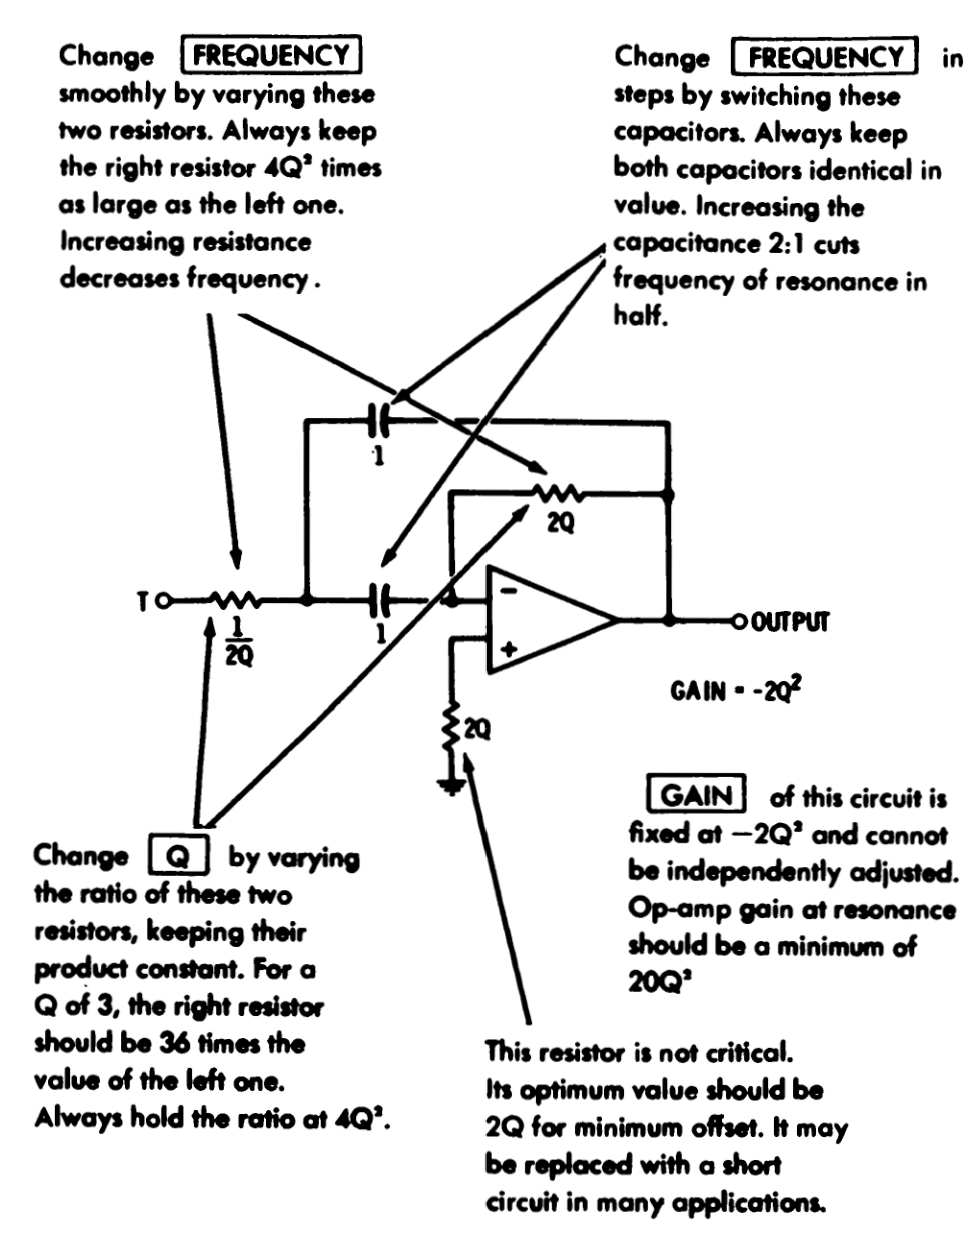 Change FREQUENCY
smoothly by varying these
two resistors. Always keep
the right resistor 4Q² times
as large as the left one.
Increasing resistance
decreases frequency.
Change FREQUENCY in
steps by switching these
capacitors. Always keep
both capacitors identical in
value. Increasing the
capacitance 2:1 cuts
frequency of resonance in
half.
1
2Q
T
1
2Q
1
−
+
OUTPUT
2Q
GAIN = -2Q²
GAIN of this circuit is
fixed at −2Q² and cannot
be independently adjusted.
Op-amp gain at resonance
should be a minimum of
20Q²
Change Q by varying
the ratio of these two
resistors, keeping their
product constant. For a
Q of 3, the right resistor
should be 36 times the
value of the left one.
Always hold the ratio at 4Q².
This resistor is not critical.
Its optimum value should be
2Q for minimum offset. It may
be replaced with a short
circuit in many applications.